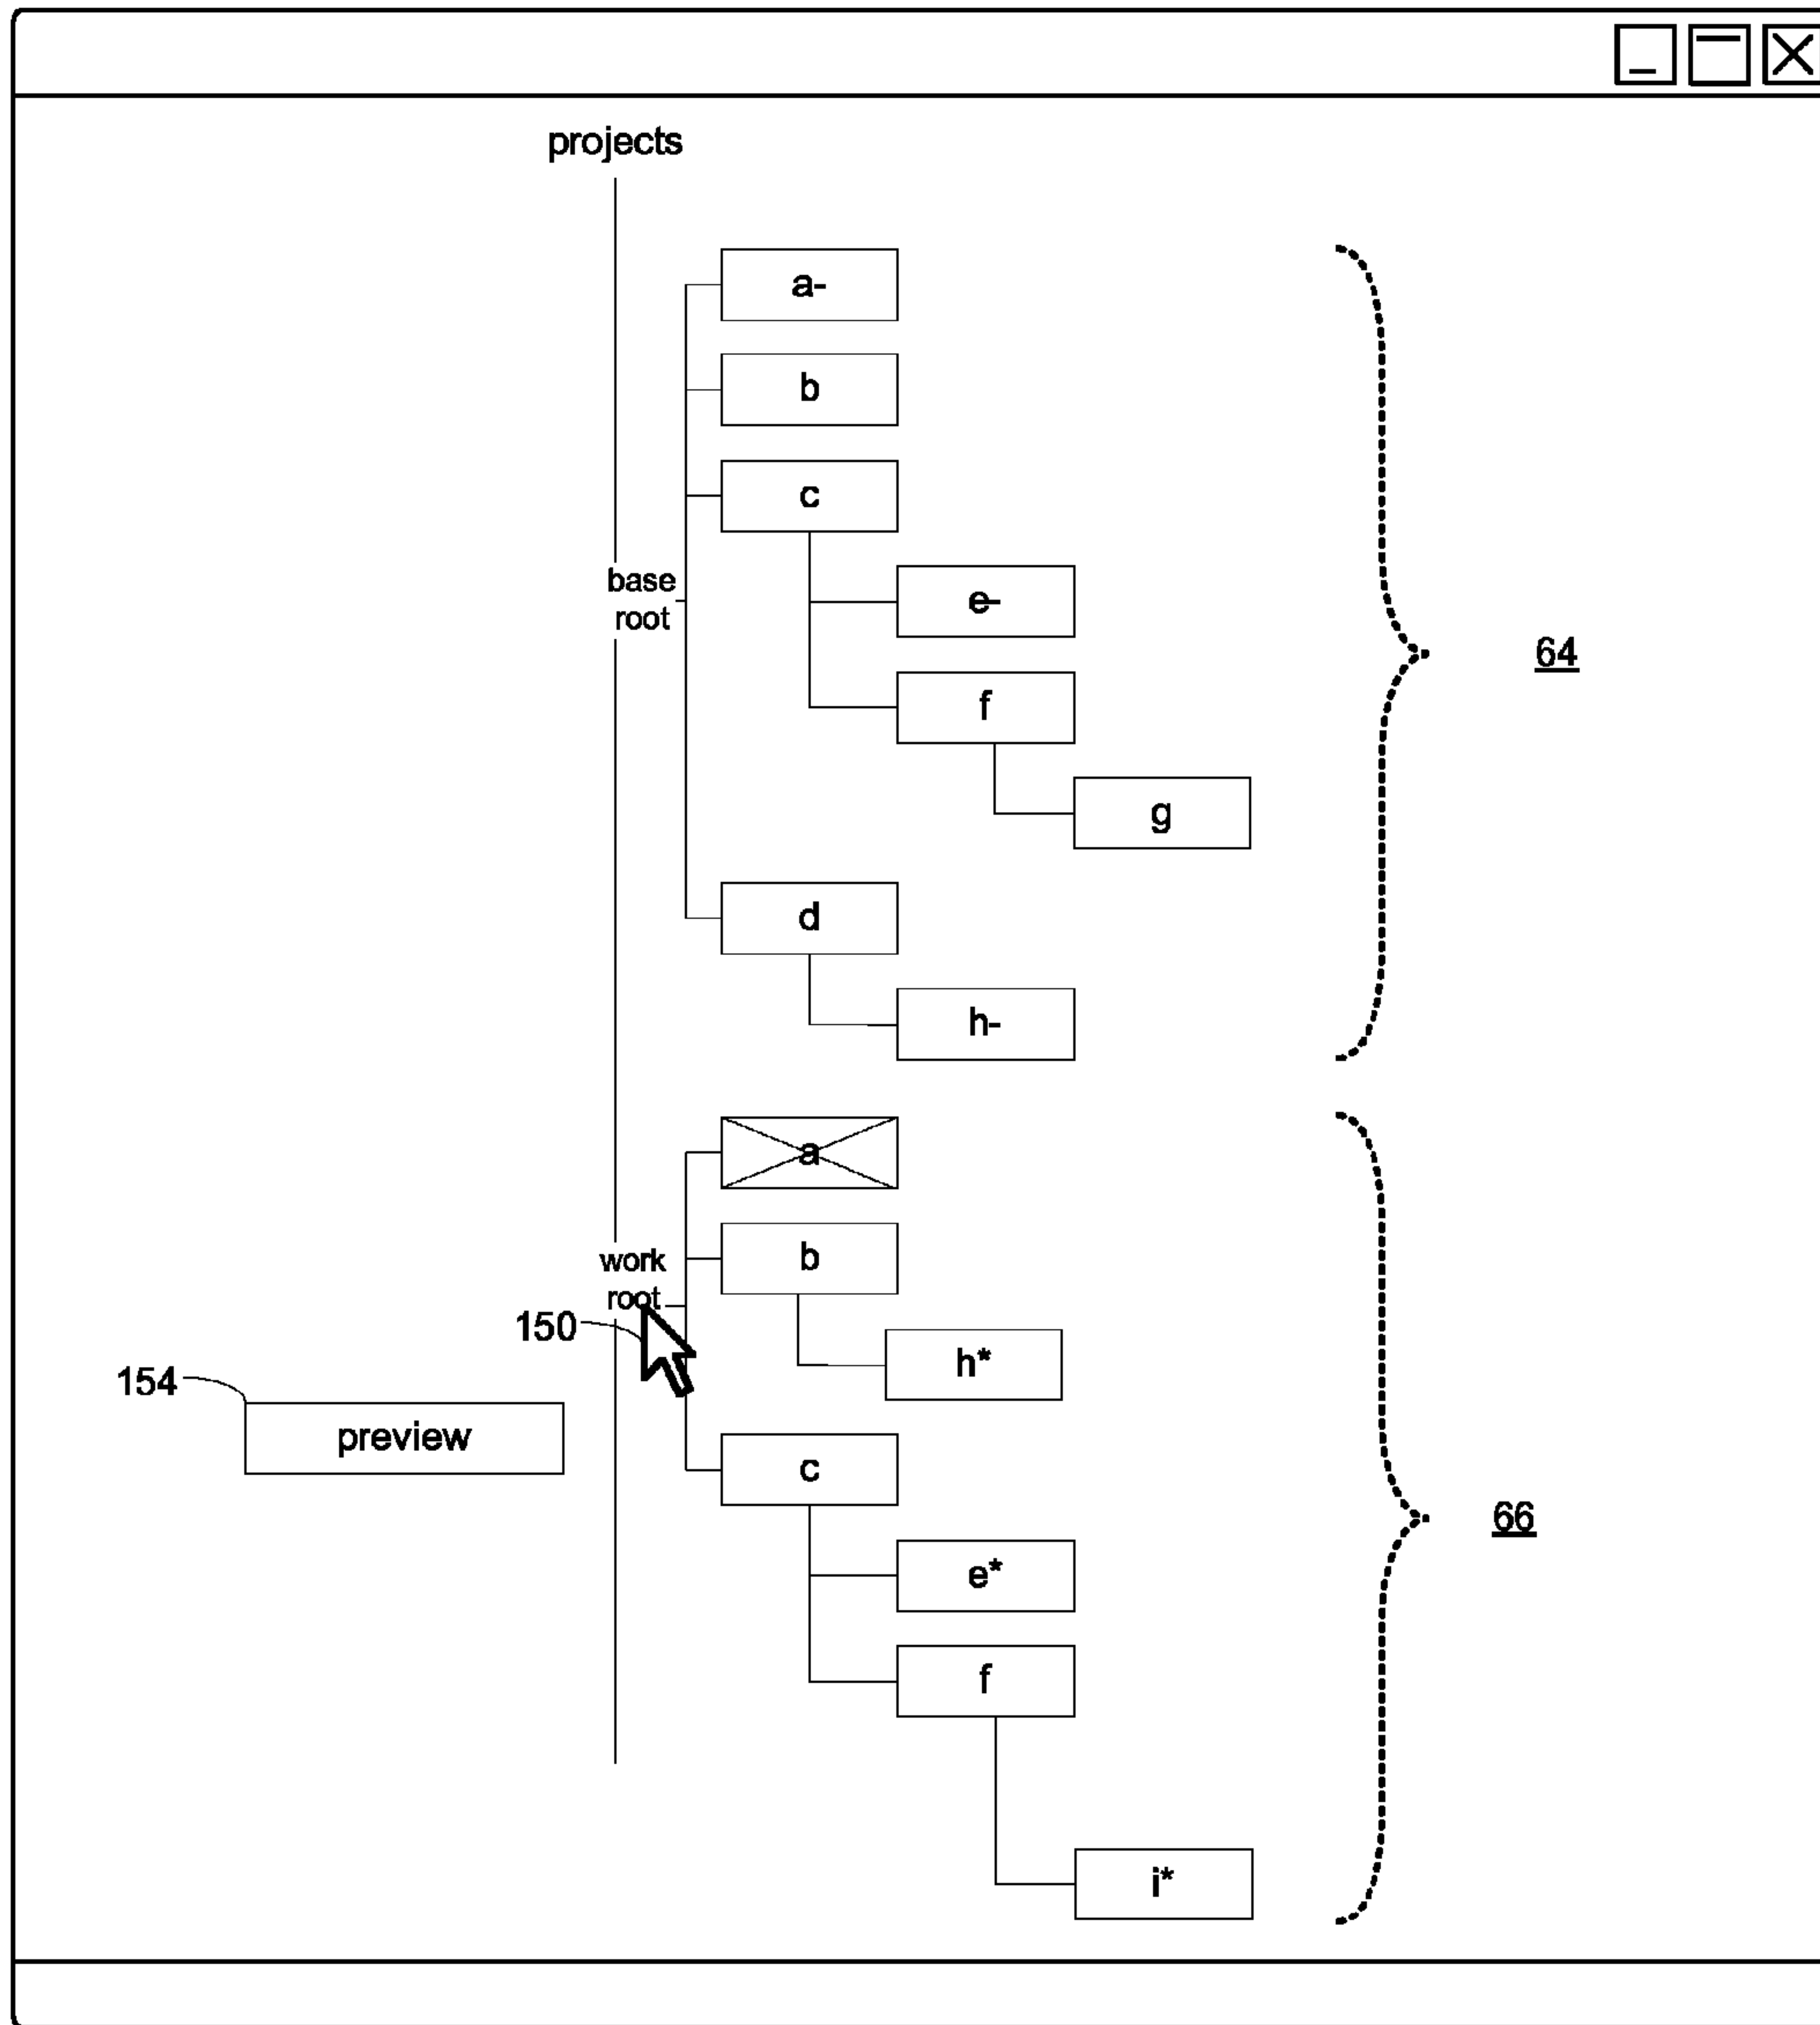 projects
a-
b
c
e-
base
root
64
f
g
d
h-
a
b
work
root
150
h*
154
preview
c
66
e*
f
i*